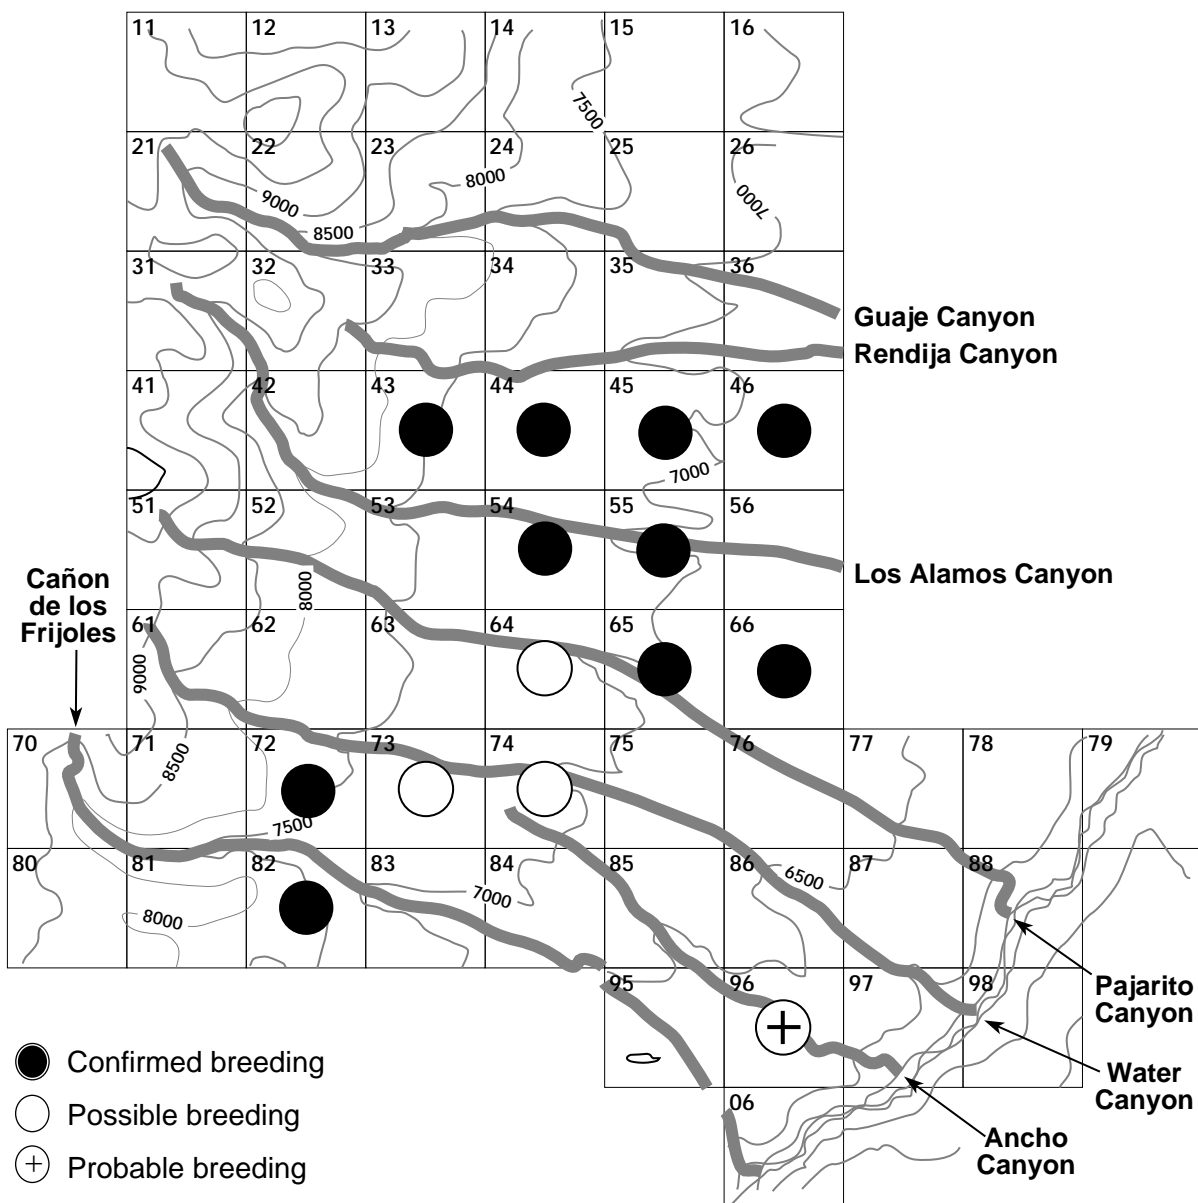 11 12 13 14 15 16
7500
21 22 23 24 25 26
9000 8000 7000
8500
31 32 33 34 35 36
Guaje Canyon
Rendija Canyon
41 42 43 44 45 46
7000
51 52 53 54 55 56
Los Alamos Canyon
Cañon
de los
Frijoles
8000
61 62 63 64 65 66
9000
70 71 72 73 74 75 76 77 78 79
8500
7500
80 81 82 83 84 85 86 87 88
8000 7000 6500
95 96 97 98
Pajarito
Canyon
Water
Canyon
06
Ancho
Canyon
Confirmed breeding
Possible breeding
Probable breeding